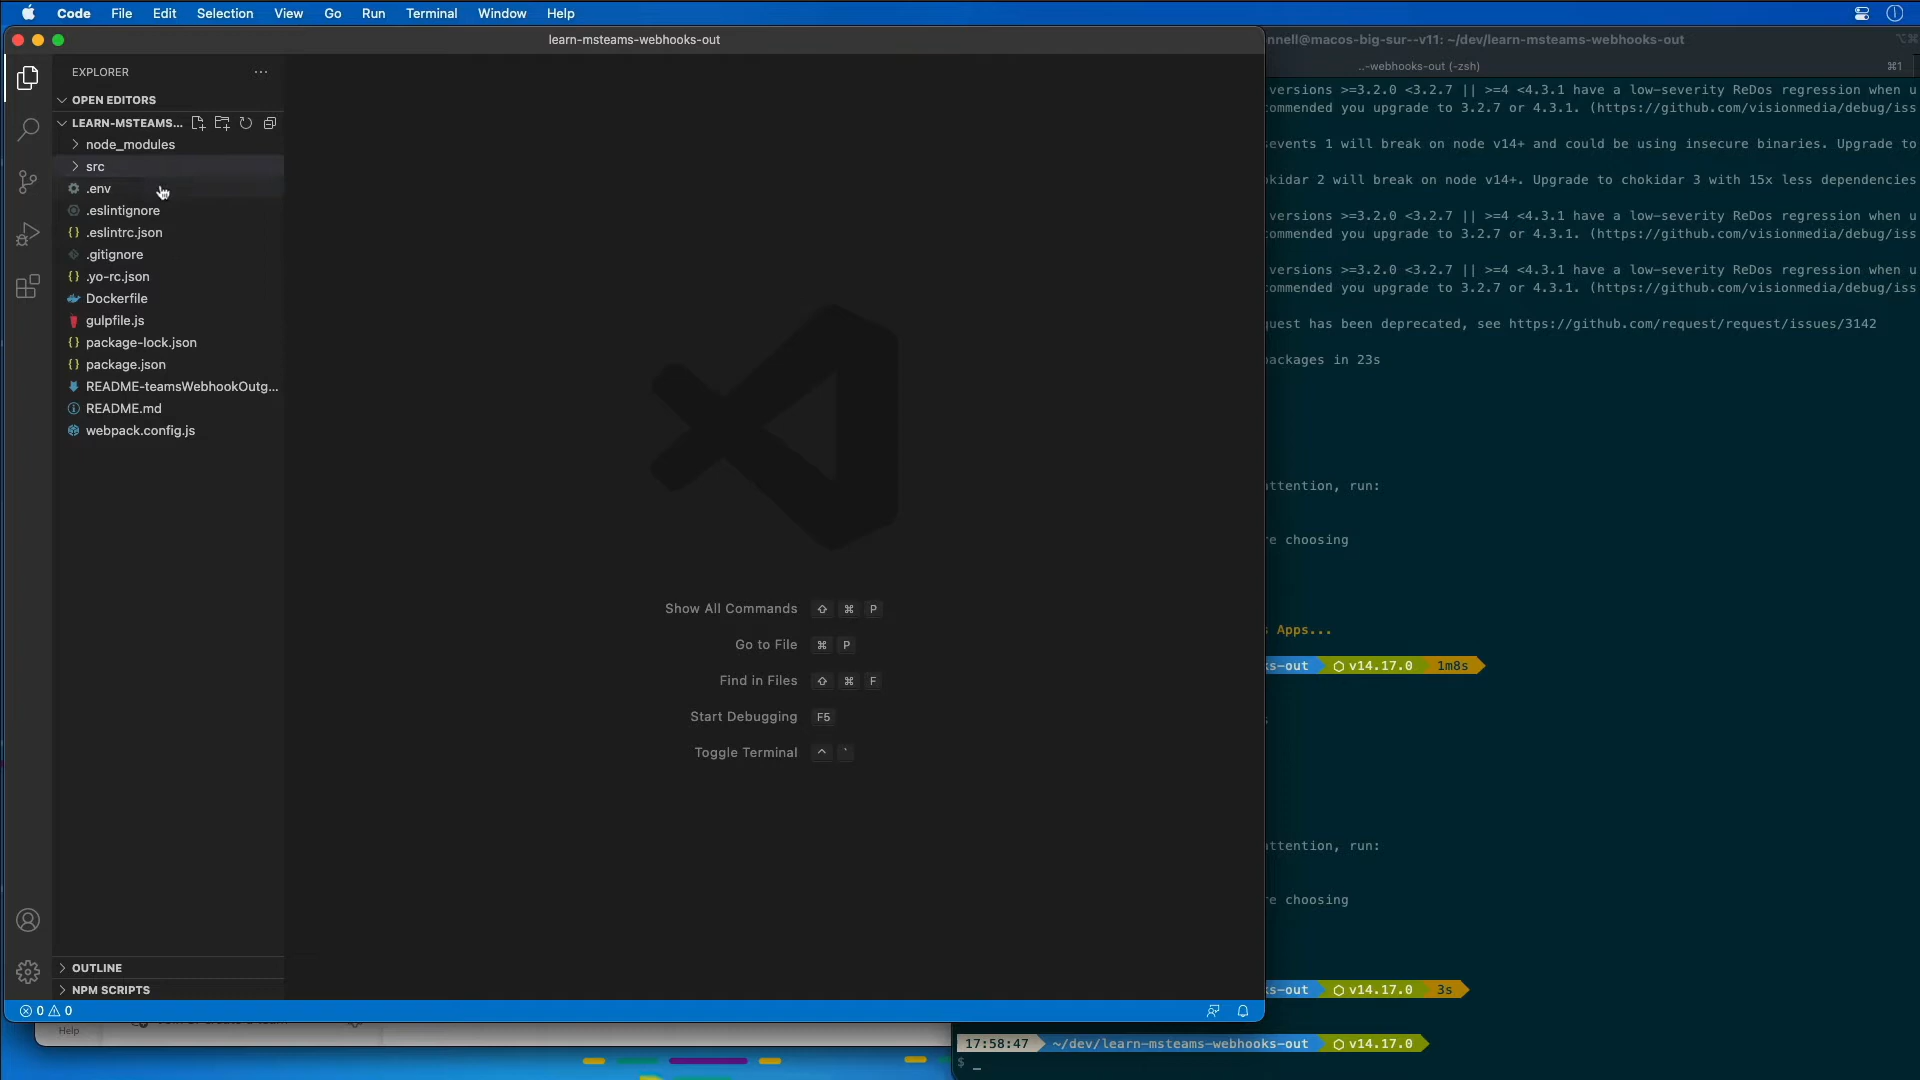 Code File Edit Selection View Go Run Terminal Window Help
learn-msteams-webhooks-out
EXPLORER
OPEN EDITORS
LEARN-MSTEAMS...
node_modules
src
.env
.eslintignore
.eslintrc.json
.gitignore
.yo-rc.json
Dockerfile
gulpfile.js
package-lock.json
package.json
README-teamsWebhookOutg...
README.md
webpack.config.js
OUTLINE
NPM SCRIPTS
0 0
Show All Commands ⇧ ⌘ P
Go to File ⌘ P
Find in Files ⇧ ⌘ F
Start Debugging F5
Toggle Terminal ^ `
Help
nnell@macos-big-sur--v11: ~/dev/learn-msteams-webhooks-out
..-webhooks-out (-zsh) ⌘1
versions >=3.2.0 <3.2.7 || >=4 <4.3.1 have a low-severity ReDos regression when u
ommended you upgrade to 3.2.7 or 4.3.1. (https://github.com/visionmedia/debug/iss
sevents 1 will break on node v14+ and could be using insecure binaries. Upgrade to
okidar 2 will break on node v14+. Upgrade to chokidar 3 with 15x less dependencies
versions >=3.2.0 <3.2.7 || >=4 <4.3.1 have a low-severity ReDos regression when u
ommended you upgrade to 3.2.7 or 4.3.1. (https://github.com/visionmedia/debug/iss
versions >=3.2.0 <3.2.7 || >=4 <4.3.1 have a low-severity ReDos regression when u
ommended you upgrade to 3.2.7 or 4.3.1. (https://github.com/visionmedia/debug/iss
quest has been deprecated, see https://github.com/request/request/issues/3142
packages in 23s
attention, run:
re choosing
s Apps...
ks-out v14.17.0 1m8s
s
attention, run:
re choosing
ks-out v14.17.0 3s
17:58:47 ~/dev/learn-msteams-webhooks-out v14.17.0
$ _